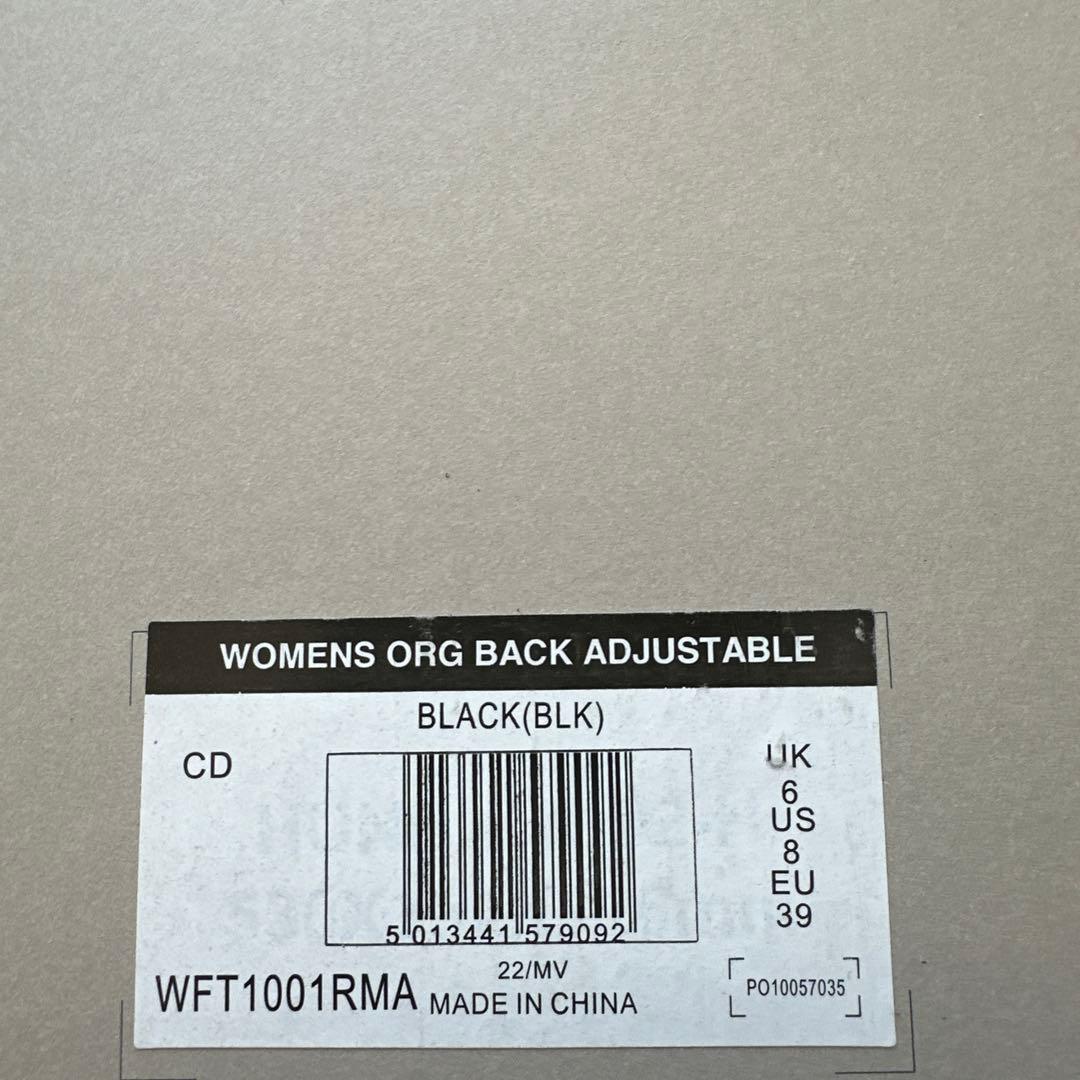 WOMENS ORG BACK ADJUSTABLE
BLACK(BLK)
CD
UK
6
US
8
EU
39
5 013441 579092
22/MV
WFT1001RMA
MADE IN CHINA
PO10057035